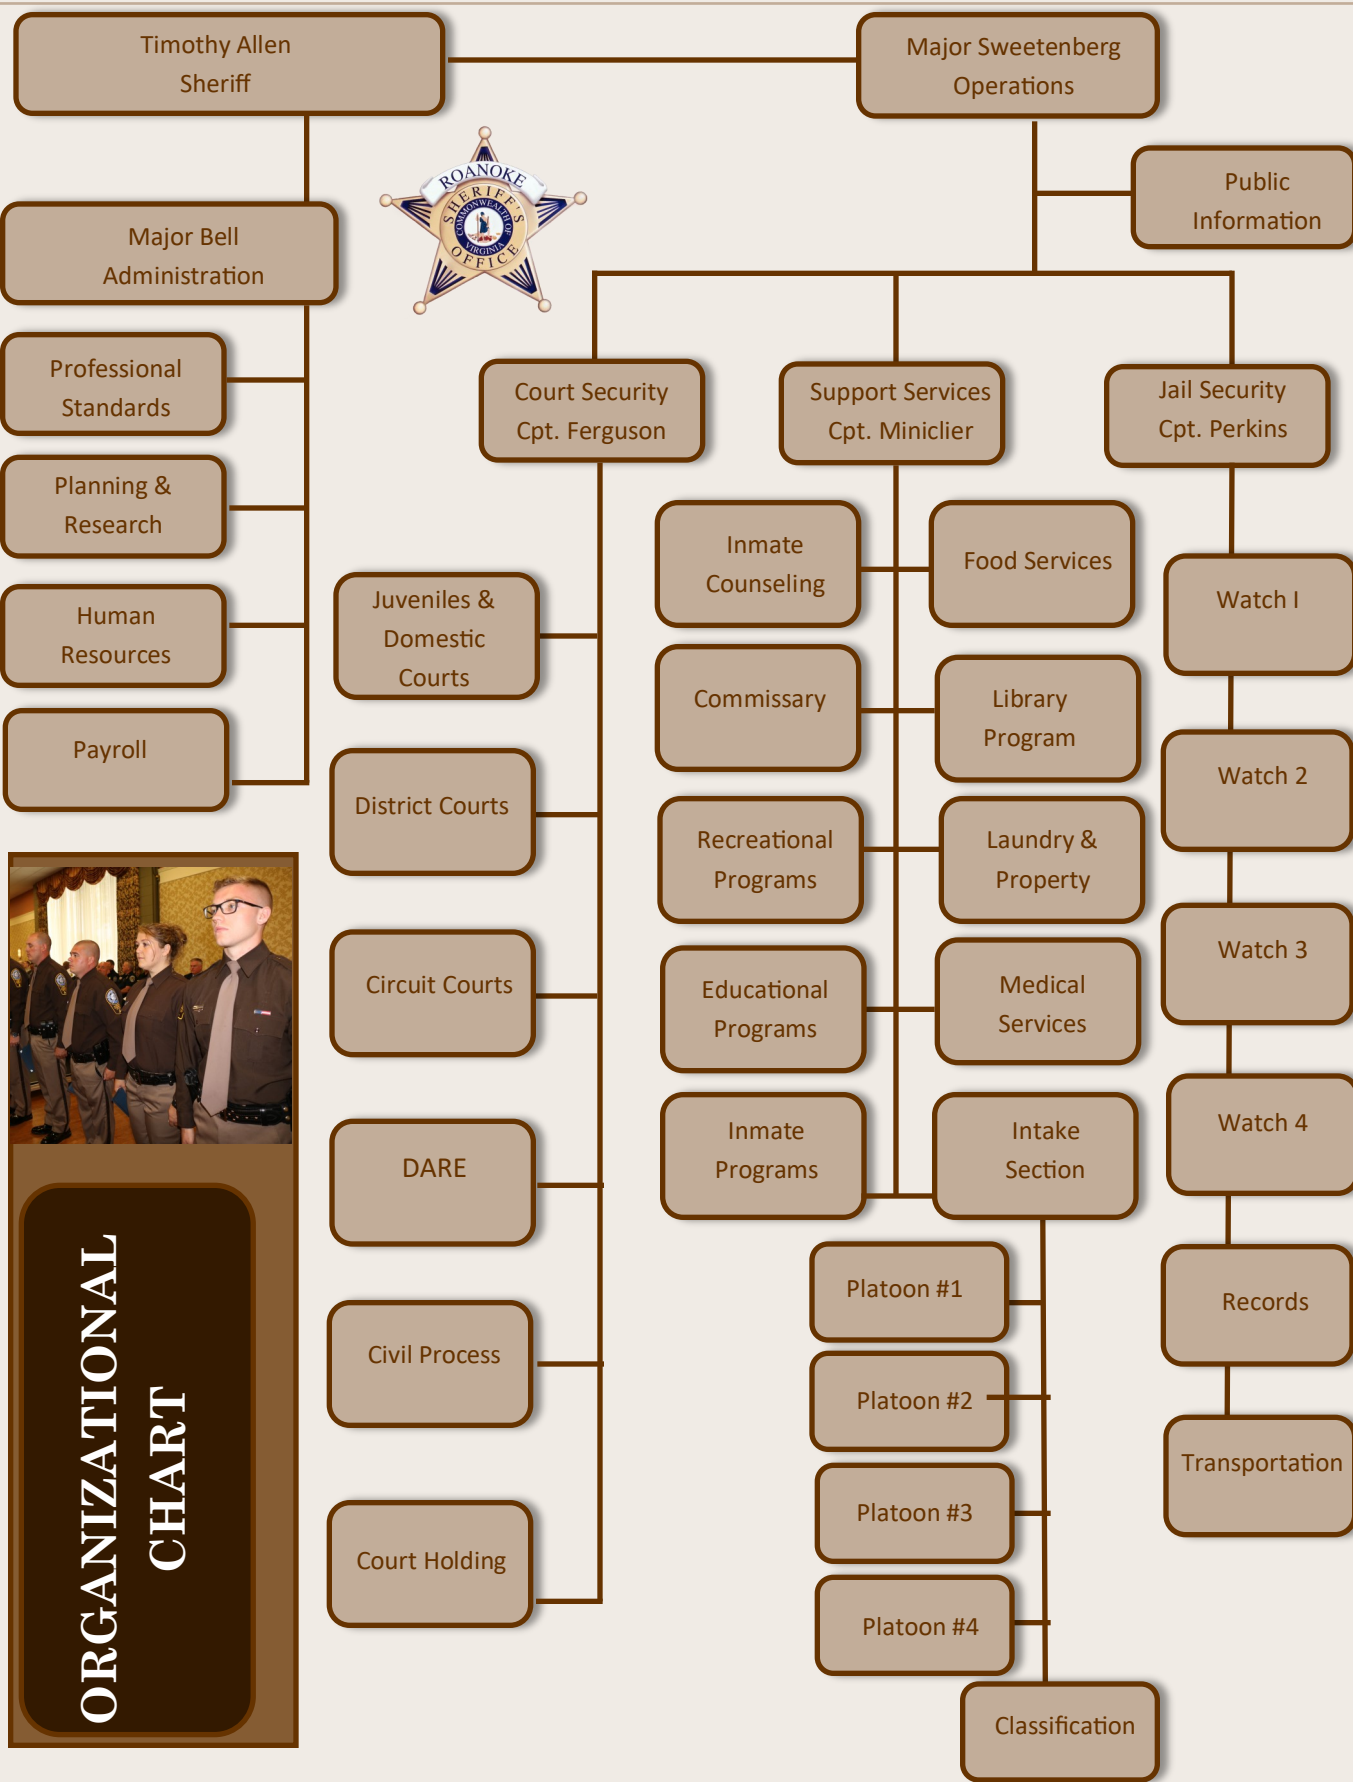 Timothy Allen
Sheriff
Major Sweetenberg
Operations
Public
Information
ROANOKE
SHERIFF'S
COMMONWEALTH OF
VIRGINIA
OFFICE
Major Bell
Administration
Professional
Standards
Planning &
Research
Human
Resources
Payroll
Court Security
Cpt. Ferguson
Support Services
Cpt. Miniclier
Jail Security
Cpt. Perkins
Juveniles &
Domestic
Courts
District Courts
Circuit Courts
DARE
Civil Process
Court Holding
Inmate
Counseling
Food Services
Commissary
Library
Program
Recreational
Programs
Laundry &
Property
Educational
Programs
Medical
Services
Inmate
Programs
Intake
Section
Platoon #1
Platoon #2
Platoon #3
Platoon #4
Classification
Watch I
Watch 2
Watch 3
Watch 4
Records
Transportation
ORGANIZATIONAL
CHART